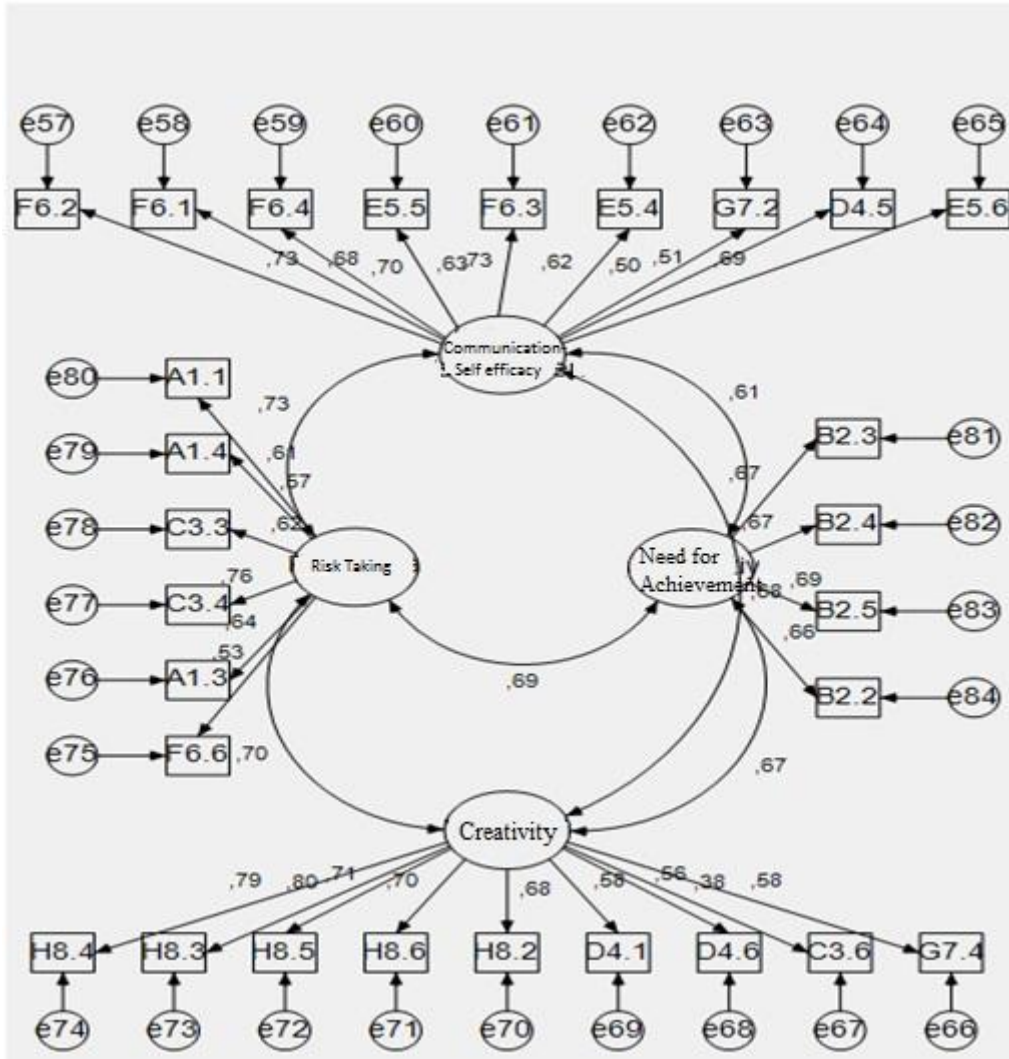 e57 e58 e59 e60 e61 e62 e63 e64 e65
F6.2 F6.1 F6.4 E5.5 F6.3 E5.4 G7.2 D4.5 E5.6
,73 ,68 ,70 ,63 ,73 ,62 ,50 ,51 ,69
Communication
Self efficacy
e80 A1.1
,73
,61
e79 A1.4
,61
,57
B2.3 e81
,67
e78 C3.3
,62
,67
B2.4 e82
Risk Taking
Need for
Achievement
e77 C3.4
,76
,64
,68
,69
B2.5 e83
,66
e76 A1.3
,53
,69
B2.2 e84
e75 F6.6
,70
,67
Creativity
,79 ,80 ,71 ,70 ,68 ,58 ,56 ,38 ,58
H8.4 H8.3 H8.5 H8.6 H8.2 D4.1 D4.6 C3.6 G7.4
e74 e73 e72 e71 e70 e69 e68 e67 e66